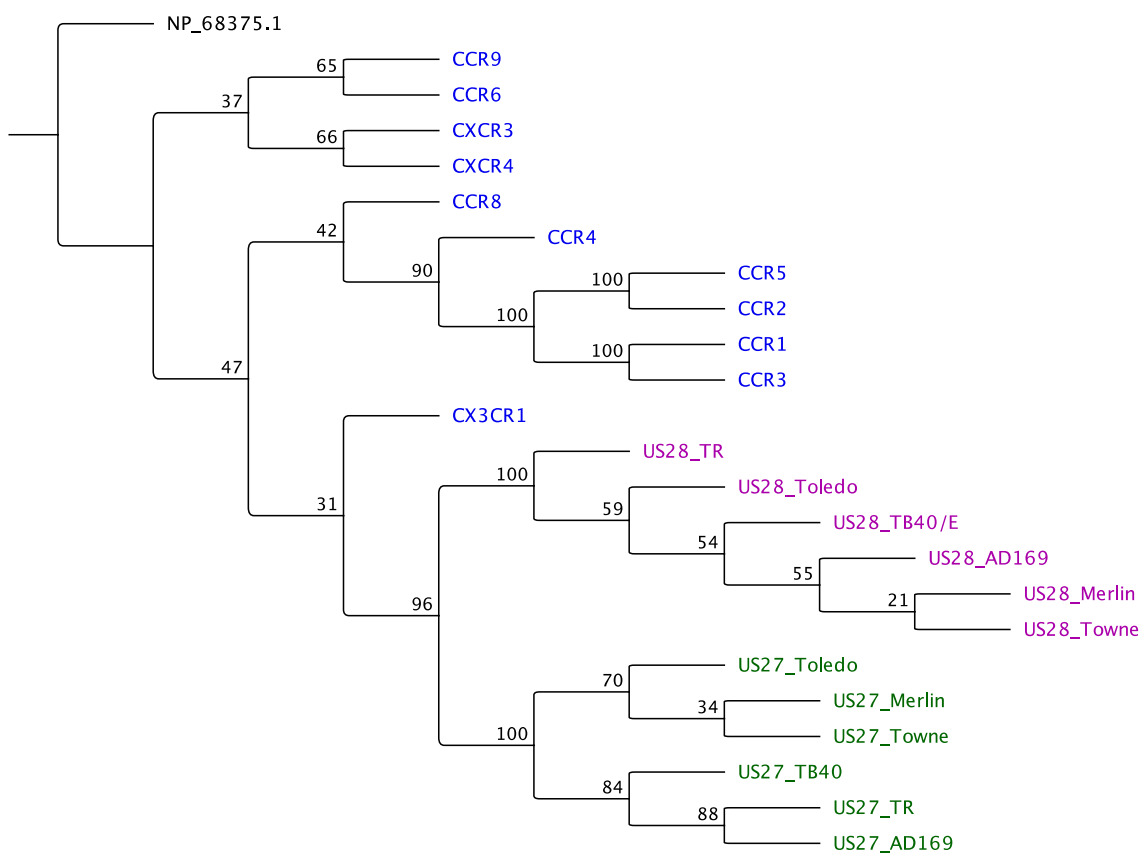 NP_68375.1
CCR9
65
CCR6
37
CXCR3
66
CXCR4
CCR8
42
CCR4
90
CCR5
100
CCR2
100
CCR1
100
CCR3
47
CX3CR1
US28_TR
100
US28_Toledo
59
US28_TB40/E
54
US28_AD169
55
US28_Merlin
21
US28_Towne
31
96
US27_Toledo
70
US27_Merlin
34
US27_Towne
100
US27_TB40
84
US27_TR
88
US27_AD169